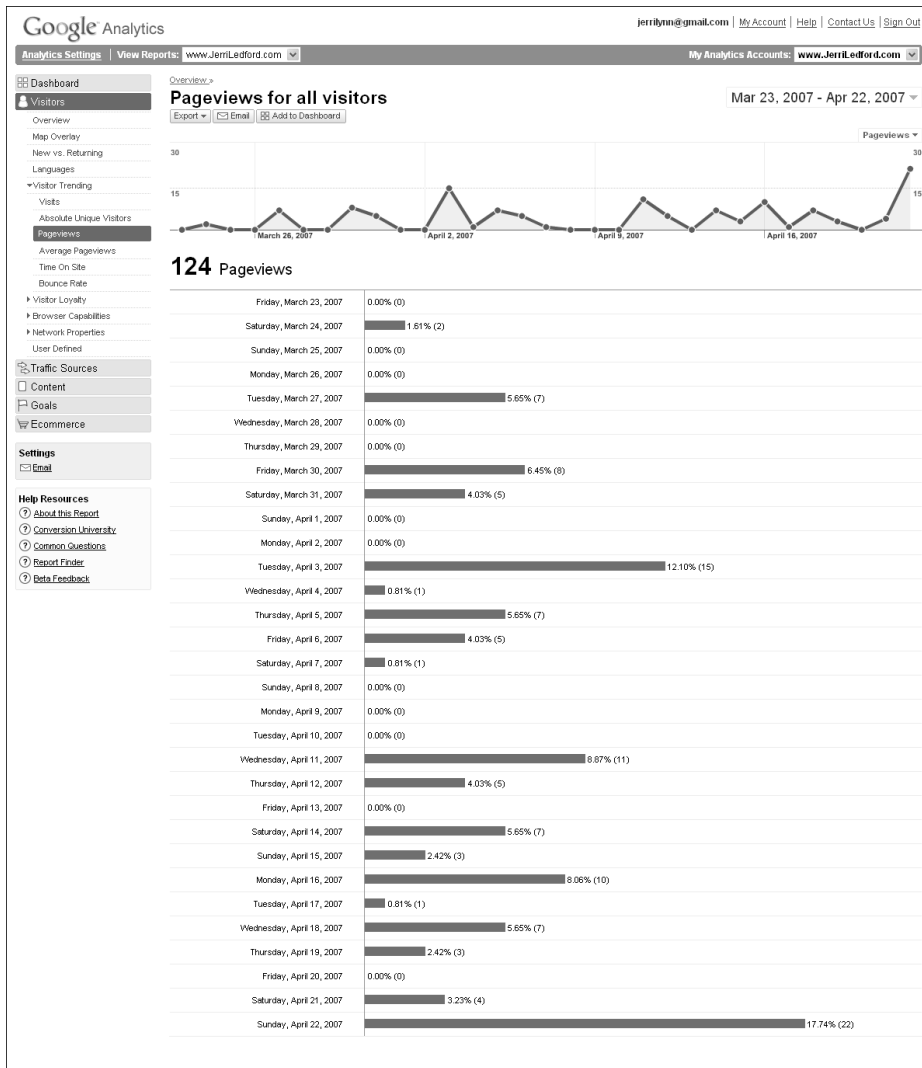 Google Analytics
jerrilynn@gmail.com | My Account | Help | Contact Us | Sign Out
Analytics Settings | View Reports: www.JerriLedford.com
My Analytics Accounts: www.JerriLedford.com
Dashboard
Visitors
Overview
Map Overlay
New vs. Returning
Languages
Visitor Trending
Visits
Absolute Unique Visitors
Pageviews
Average Pageviews
Time On Site
Bounce Rate
Visitor Loyalty
Browser Capabilities
Network Properties
User Defined
Traffic Sources
Content
Goals
Ecommerce
Settings
Email
Help Resources
About this Report
Conversion University
Common Questions
Report Finder
Beta Feedback
Overview »
Pageviews for all visitors
Mar 23, 2007 - Apr 22, 2007
Export Email Add to Dashboard
Pageviews
30 30
15 15
March 26, 2007 April 2, 2007 April 9, 2007 April 16, 2007
124 Pageviews
Friday, March 23, 2007 0.00% (0)
Saturday, March 24, 2007 1.61% (2)
Sunday, March 25, 2007 0.00% (0)
Monday, March 26, 2007 0.00% (0)
Tuesday, March 27, 2007 5.65% (7)
Wednesday, March 28, 2007 0.00% (0)
Thursday, March 29, 2007 0.00% (0)
Friday, March 30, 2007 6.45% (8)
Saturday, March 31, 2007 4.03% (5)
Sunday, April 1, 2007 0.00% (0)
Monday, April 2, 2007 0.00% (0)
Tuesday, April 3, 2007 12.10% (15)
Wednesday, April 4, 2007 0.81% (1)
Thursday, April 5, 2007 5.65% (7)
Friday, April 6, 2007 4.03% (5)
Saturday, April 7, 2007 0.81% (1)
Sunday, April 8, 2007 0.00% (0)
Monday, April 9, 2007 0.00% (0)
Tuesday, April 10, 2007 0.00% (0)
Wednesday, April 11, 2007 8.87% (11)
Thursday, April 12, 2007 4.03% (5)
Friday, April 13, 2007 0.00% (0)
Saturday, April 14, 2007 5.65% (7)
Sunday, April 15, 2007 2.42% (3)
Monday, April 16, 2007 8.06% (10)
Tuesday, April 17, 2007 0.81% (1)
Wednesday, April 18, 2007 5.65% (7)
Thursday, April 19, 2007 2.42% (3)
Friday, April 20, 2007 0.00% (0)
Saturday, April 21, 2007 3.23% (4)
Sunday, April 22, 2007 17.74% (22)